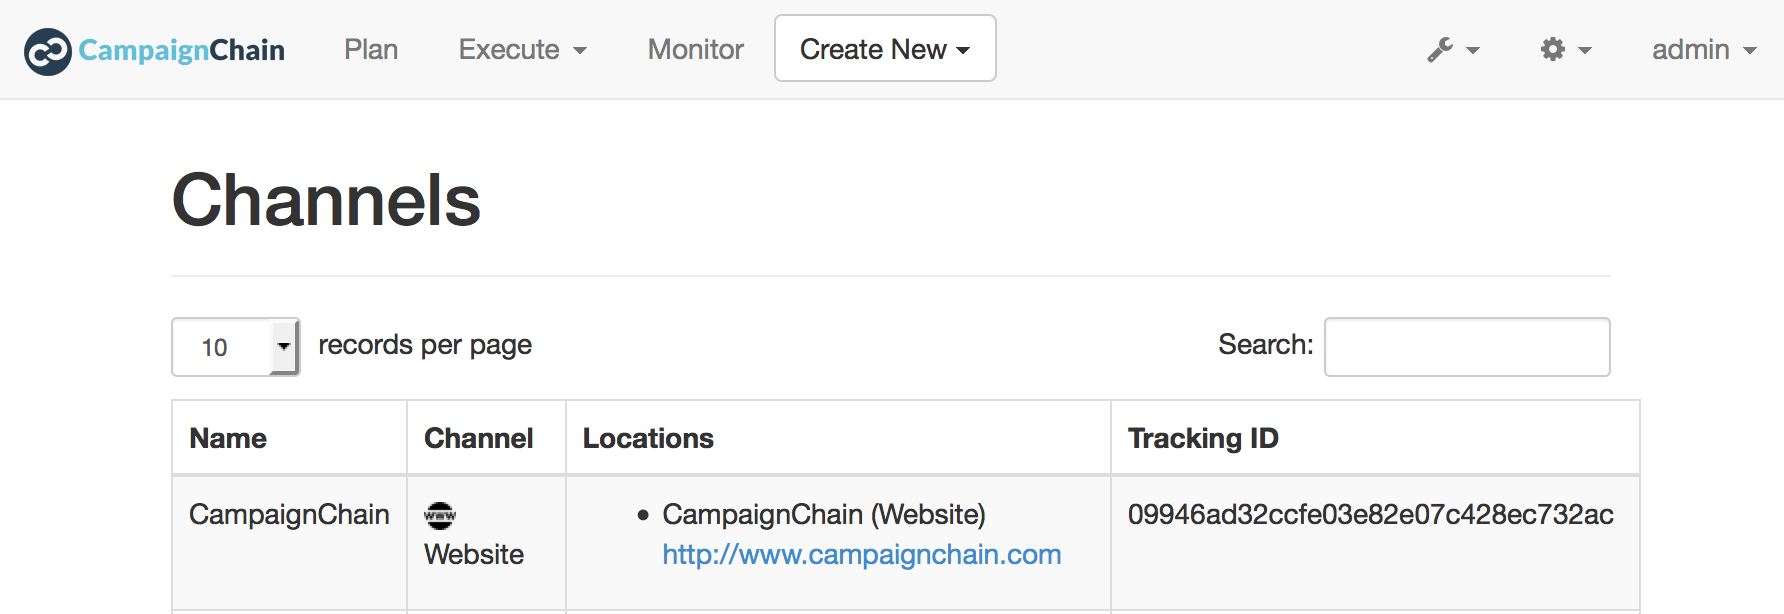 CampaignChain Plan Execute Monitor Create New admin
Channels
10 records per page Search:
Name Channel Locations Tracking ID
CampaignChain www CampaignChain (Website) 09946ad32ccfe03e82e07c428ec732ac
Website http://www.campaignchain.com